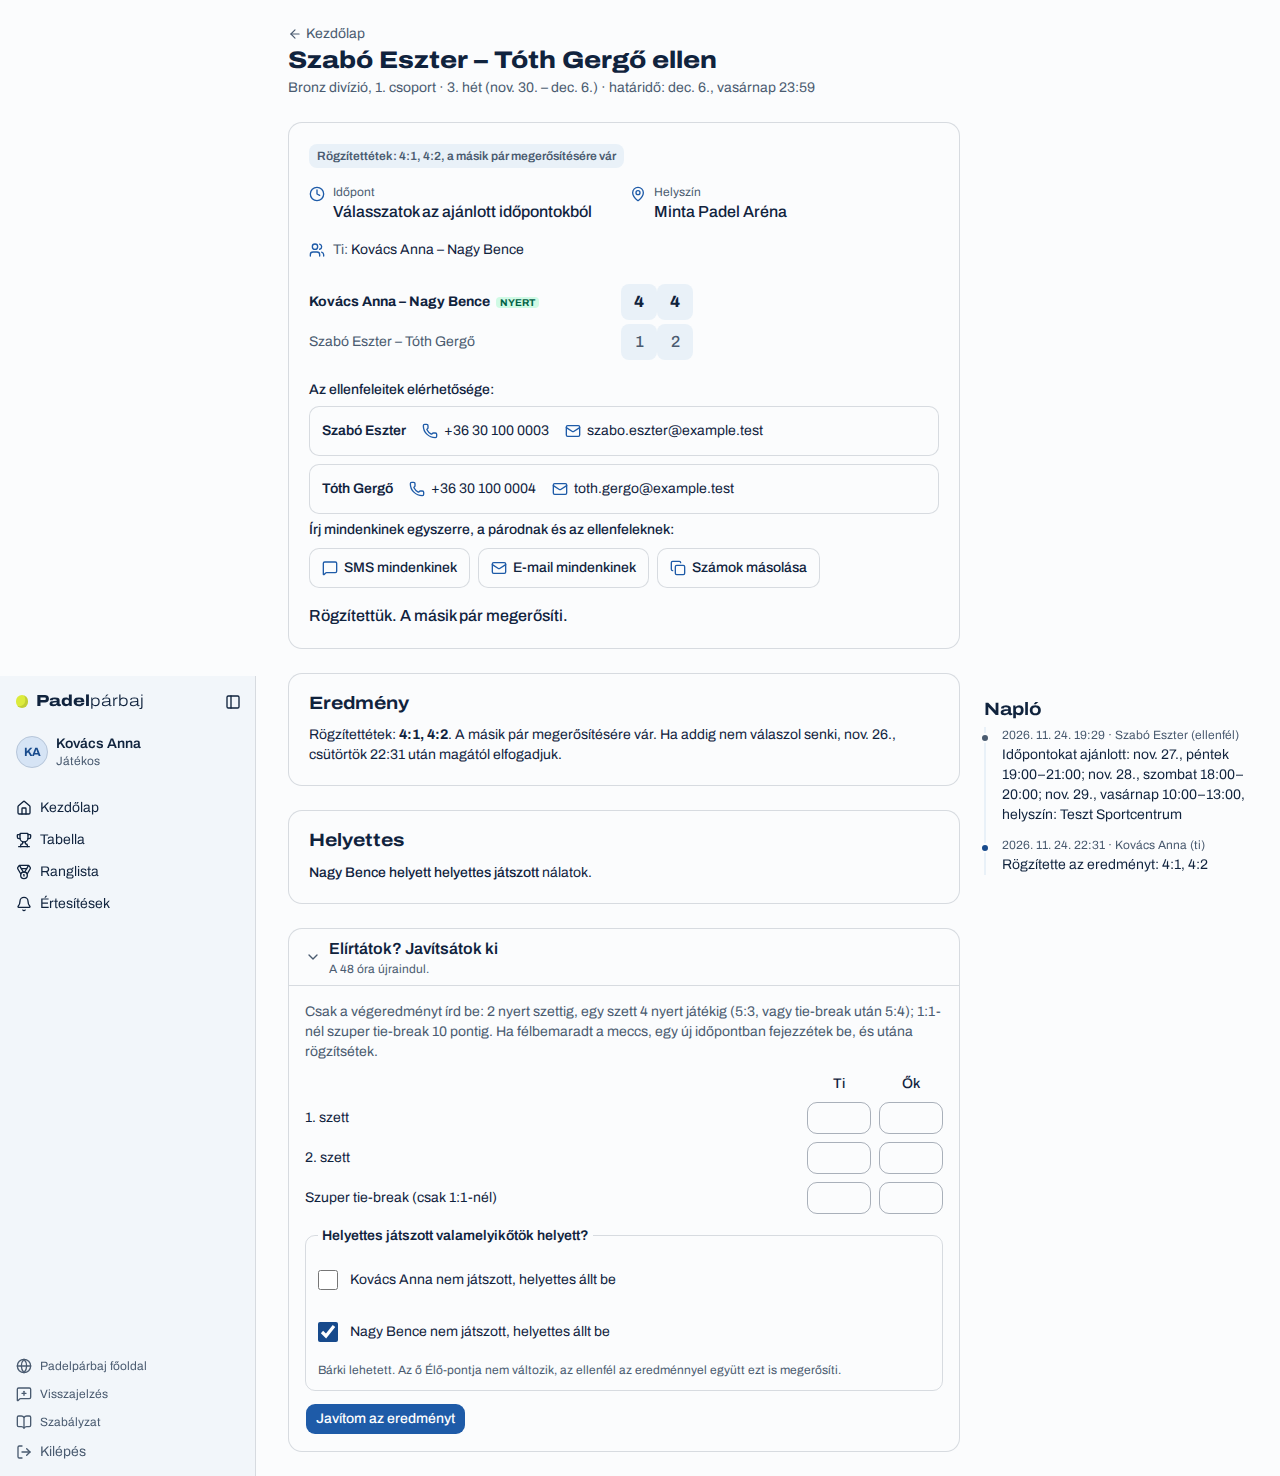 Kezdőlap
Szabó Eszter – Tóth Gergő ellen
Bronz divízió, 1. csoport · 3. hét (nov. 30. – dec. 6.) · határidő: dec. 6., vasárnap 23:59
Rögzítettétek: 4:1, 4:2, a másik pár megerősítésére vár
Időpont
Válasszatok az ajánlott időpontokból
Helyszín
Minta Padel Aréna
Ti: Kovács Anna – Nagy Bence
Kovács Anna – Nagy Bence NYERT 4 4
Szabó Eszter – Tóth Gergő 1 2
Az ellenfeleitek elérhetősége:
Szabó Eszter +36 30 100 0003 szabo.eszter@example.test
Tóth Gergő +36 30 100 0004 toth.gergo@example.test
Írj mindenkinek egyszerre, a párodnak és az ellenfeleknek:
SMS mindenkinek E-mail mindenkinek Számok másolása
Rögzítettük. A másik pár megerősíti.
Padelpárbaj
KA
Kovács Anna
Játékos
Kezdőlap
Tabella
Ranglista
Értesítések
Padelpárbaj főoldal
Visszajelzés
Szabályzat
Kilépés
Eredmény
Rögzítettétek: 4:1, 4:2. A másik pár megerősítésére vár. Ha addig nem válaszol senki, nov. 26.,
csütörtök 22:31 után magától elfogadjuk.
Helyettes
Nagy Bence helyett helyettes játszott nálatok.
Elírtátok? Javítsátok ki
A 48 óra újraindul.
Csak a végeredményt írd be: 2 nyert szettig, egy szett 4 nyert játékig (5:3, vagy tie-break után 5:4); 1:1-
nél szuper tie-break 10 pontig. Ha félbemaradt a meccs, egy új időpontban fejezzétek be, és utána
rögzítsétek.
Ti Ők
1. szett
2. szett
Szuper tie-break (csak 1:1-nél)
Helyettes játszott valamelyikőtök helyett?
Kovács Anna nem játszott, helyettes állt be
Nagy Bence nem játszott, helyettes állt be
Bárki lehetett. Az ő Élő-pontja nem változik, az ellenfél az eredménnyel együtt ezt is megerősíti.
Javítom az eredményt
Napló
2026. 11. 24. 19:29 · Szabó Eszter (ellenfél)
Időpontokat ajánlott: nov. 27., péntek
19:00–21:00; nov. 28., szombat 18:00–
20:00; nov. 29., vasárnap 10:00–13:00,
helyszín: Teszt Sportcentrum
2026. 11. 24. 22:31 · Kovács Anna (ti)
Rögzítette az eredményt: 4:1, 4:2